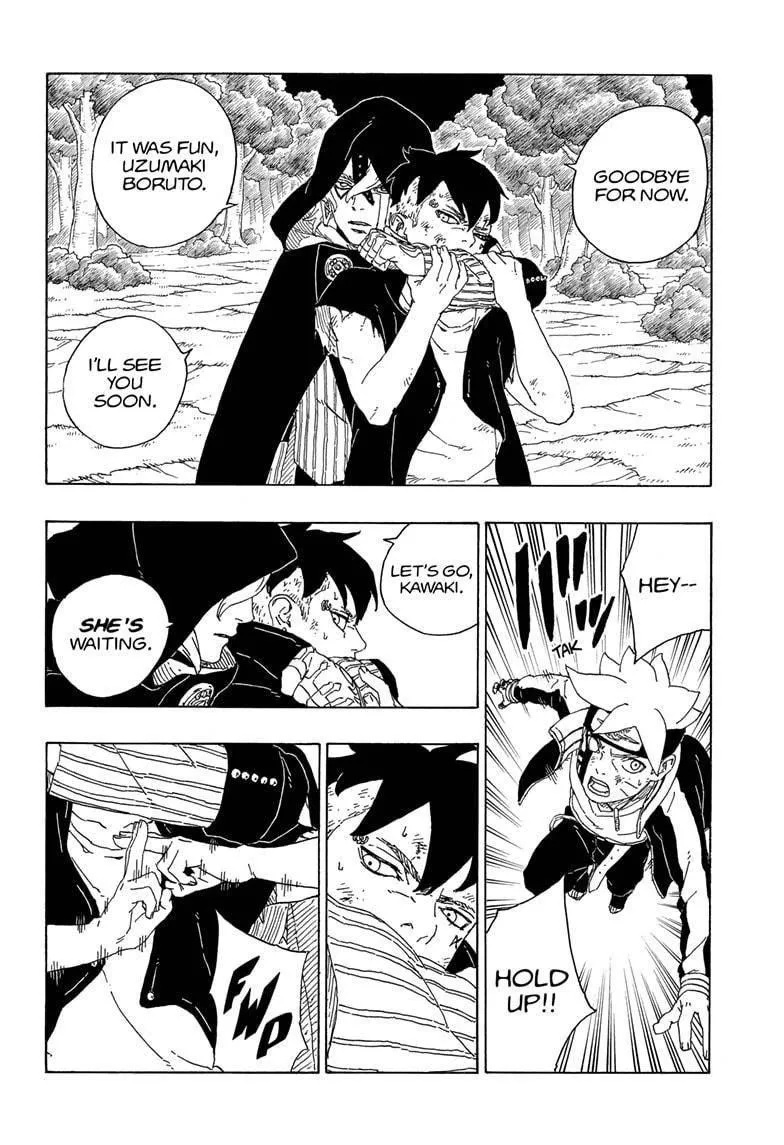 IT WAS FUN,
UZUMAKI
BORUTO.
GOODBYE
FOR NOW.
I'LL SEE
YOU
SOON.
LET'S GO,
KAWAKI.
SHE'S
WAITING.
HEY--
TAK
HOLD
UP!!
FWP